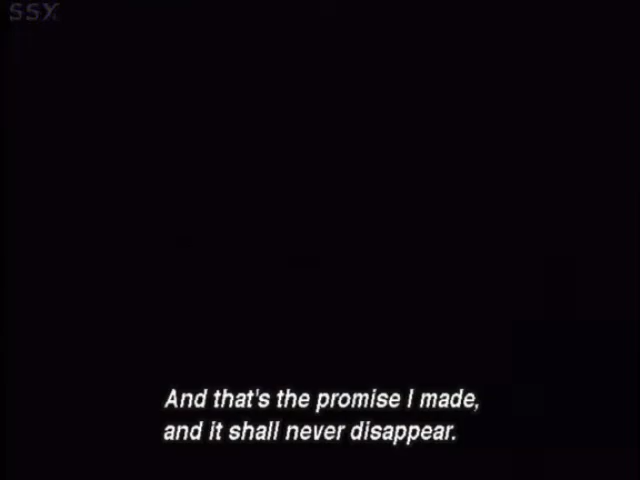 SSX
And that's the promise I made,
and it shall never disappear.